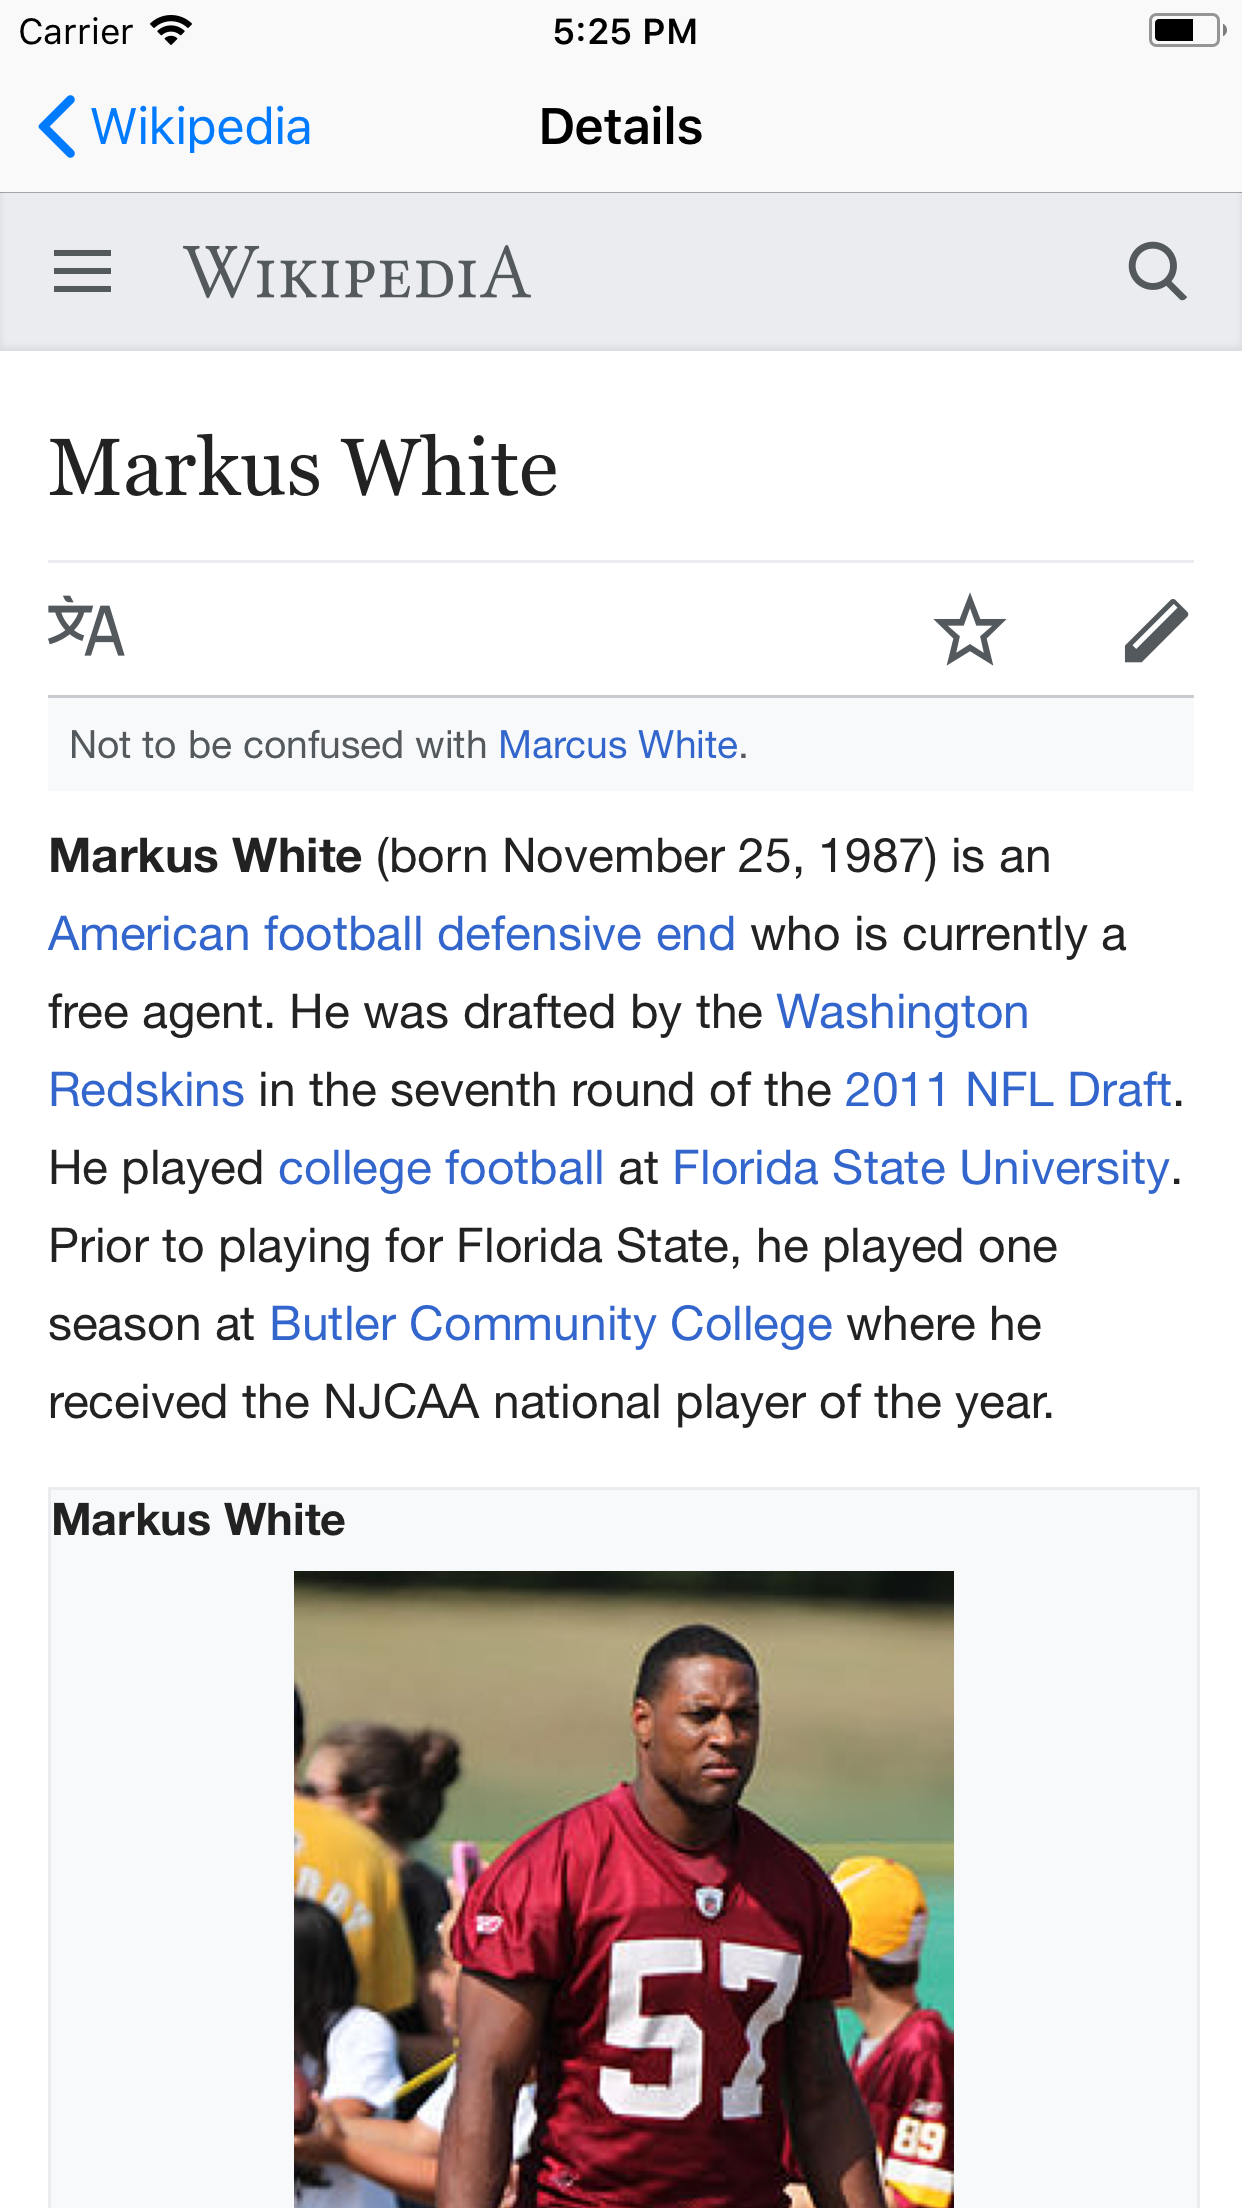 Carrier 5:25 PM
Wikipedia Details
WIKIPEDIA
Markus White
文A
Not to be confused with Marcus White.
Markus White (born November 25, 1987) is an
American football defensive end who is currently a
free agent. He was drafted by the Washington
Redskins in the seventh round of the 2011 NFL Draft.
He played college football at Florida State University.
Prior to playing for Florida State, he played one
season at Butler Community College where he
received the NJCAA national player of the year.
Markus White
57
89